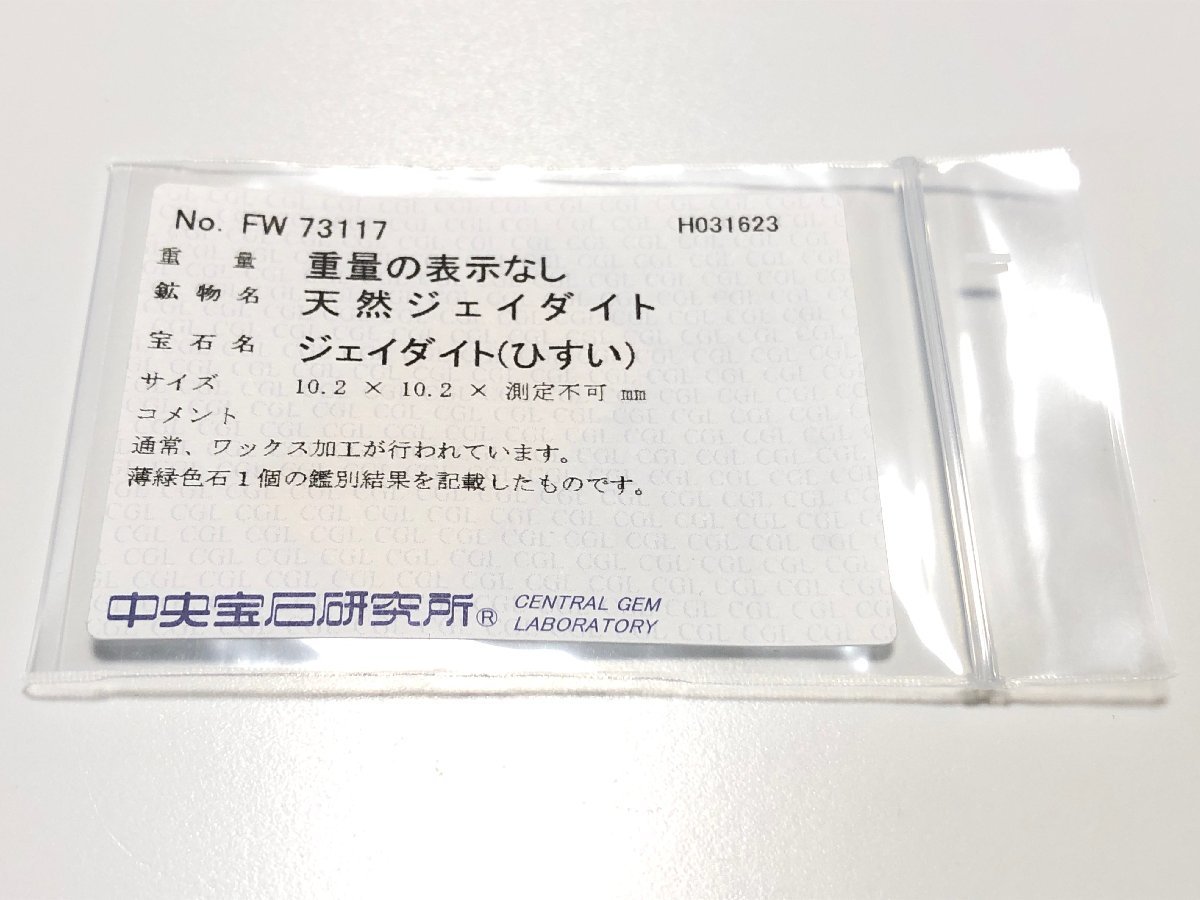 No. FW 73117 H031623
重量 重量の表示なし
鉱物名 天然ジェイダイト
宝石名 ジェイダイト(ひすい)
サイズ 10.2 × 10.2 × 測定不可 mm
コメント
通常、ワックス加工が行われています。
薄緑色石1個の鑑別結果を記載したものです。
中央宝石研究所® CENTRAL GEM
LABORATORY